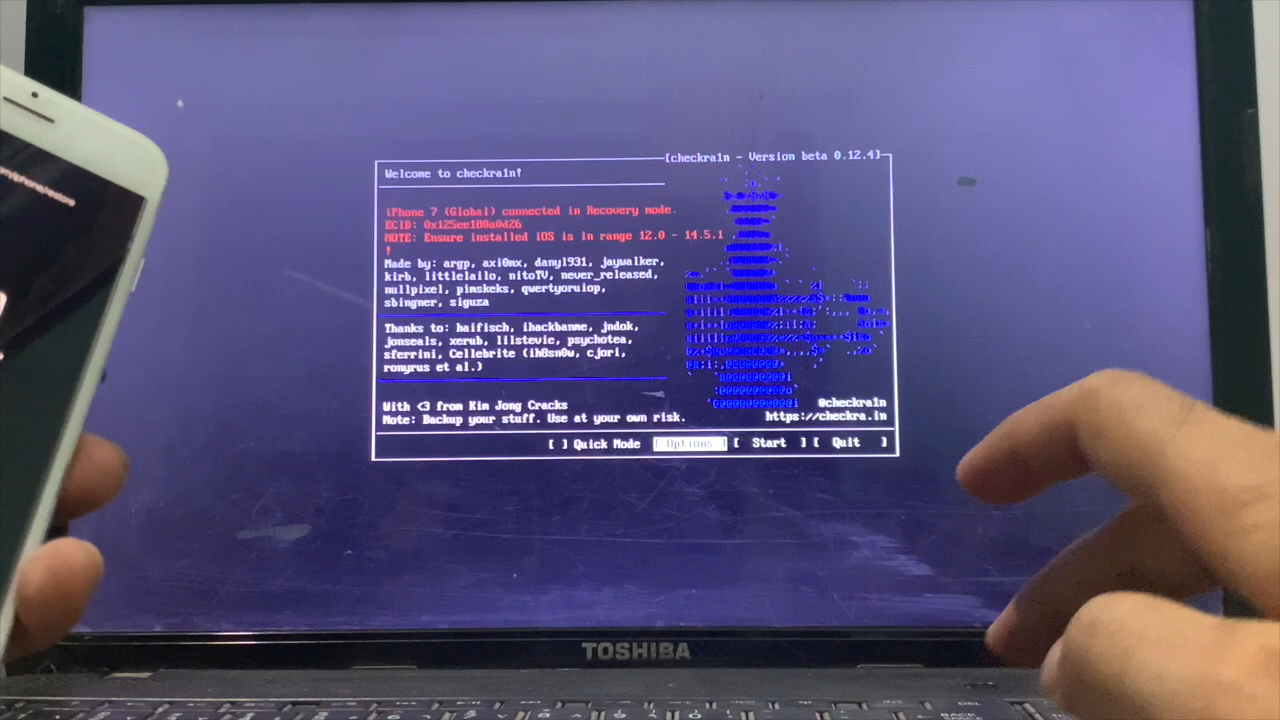 [checkra1n - Version beta 0.12.4]
Welcome to checkra1n!
iPhone 7 (Global) connected in Recovery mode.
ECID: 0x125ee180a0d26
NOTE: Ensure installed iOS is in range 12.0 - 14.5.1
!
Made by: argp, axi0mx, danyl931, jaywalker,
kirb, littlelailo, nitoTV, never_released,
nullpixel, pimskeks, qwertyoruiop,
sbingner, siguza
Thanks to: haifisch, ihackbanme, jndok,
jonseals, xerub, lilstevie, psychotea,
sferrini, Cellebrite (ih8sn0w, cjori,
ronyrus et al.)
With <3 from Kim Jong Cracks
@checkra1n
Note: Backup your stuff. Use at your own risk.
https://checkra.in
[ ] Quick Mode [ Options ] [ Start ] [ Quit ]
TOSHIBA